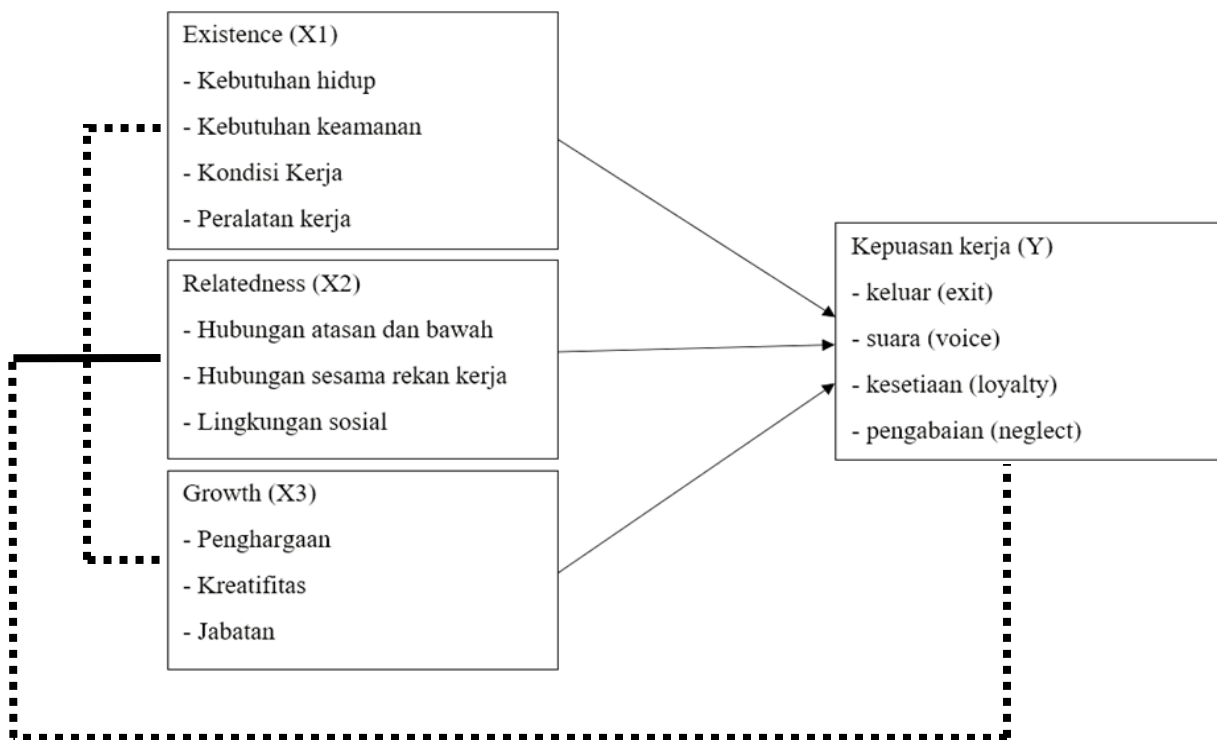 Existence (X1)
- Kebutuhan hidup
- Kebutuhan keamanan
- Kondisi Kerja
- Peralatan kerja
Relatedness (X2)
- Hubungan atasan dan bawah
- Hubungan sesama rekan kerja
- Lingkungan sosial
Growth (X3)
- Penghargaan
- Kreatifitas
- Jabatan
Kepuasan kerja (Y)
- keluar (exit)
- suara (voice)
- kesetiaan (loyalty)
- pengabaian (neglect)